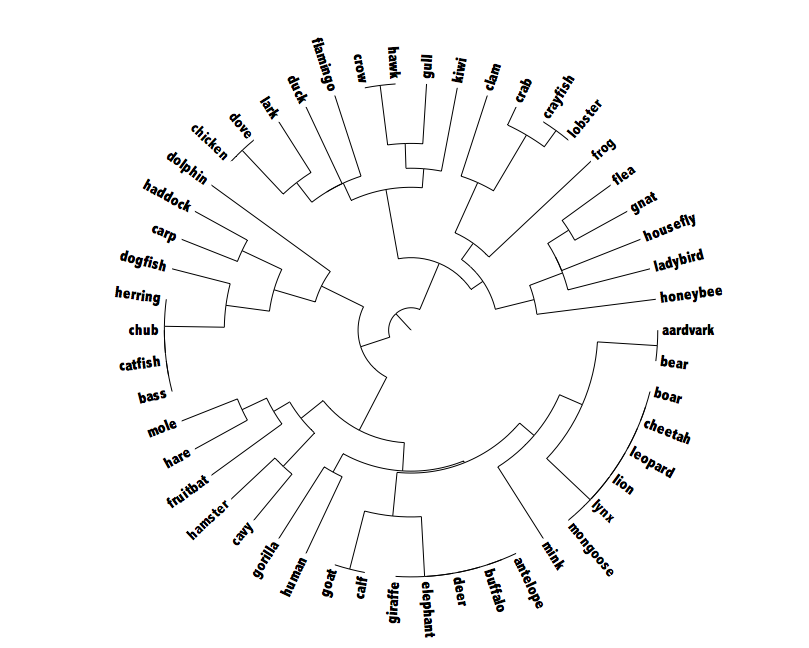 flamingo
crow
hawk
gull
kiwi
clam
crab
crayfish
lobster
frog
flea
gnat
housefly
ladybird
honeybee
aardvark
bear
boar
cheetah
leopard
lion
lynx
mongoose
mink
antelope
buffalo
deer
elephant
giraffe
calf
goat
human
gorilla
cavy
hamster
fruitbat
hare
mole
bass
catfish
chub
herring
dogfish
carp
haddock
dolphin
chicken
dove
lark
duck